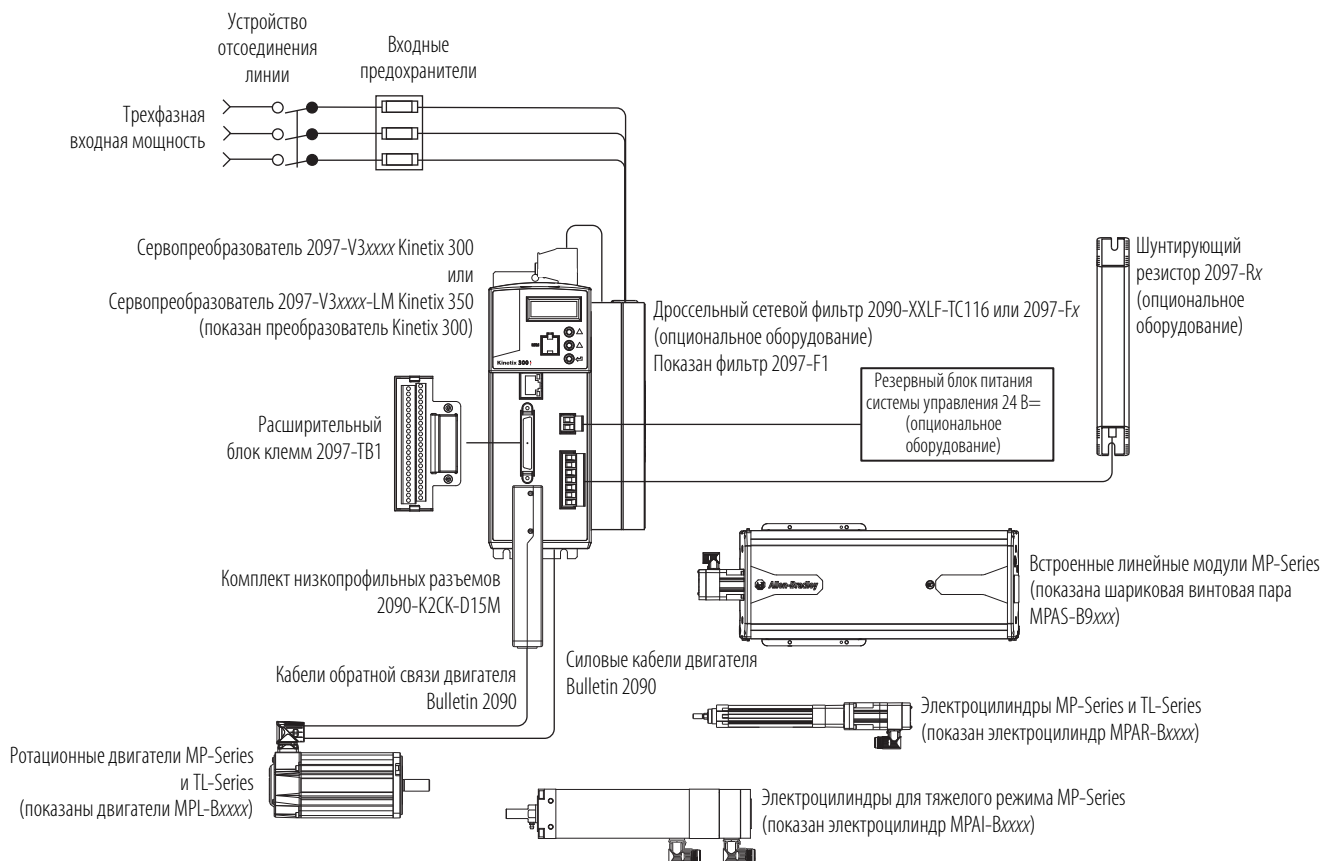 Устройство
отсоединения
линии
Входные
предохранители
Трехфазная
входная мощность
Сервопреобразователь 2097-V3xxxx Kinetix 300
или
Сервопреобразователь 2097-V3xxxx-LM Kinetix 350
(показан преобразователь Kinetix 300)
Kinetix 300
Дроссельный сетевой фильтр 2090-XXLF-TC116 или 2097-Fx
(опциональное оборудование)
Показан фильтр 2097-F1
Шунтирующий
резистор 2097-Rx
(опциональное
оборудование)
Резервный блок питания
системы управления 24 В=
(опциональное
оборудование)
Расширительный
блок клемм 2097-TB1
Комплект низкопрофильных разъемов
2090-K2CK-D15M
Allen-Bradley
Встроенные линейные модули MP-Series
(показана шариковая винтовая пара
MPAS-B9xxx)
Кабели обратной связи двигателя
Bulletin 2090
Силовые кабели двигателя
Bulletin 2090
Электроцилиндры MP-Series и TL-Series
(показан электроцилиндр MPAR-Bxxxx)
Ротационные двигатели MP-Series
и TL-Series
(показаны двигатели MPL-Bxxxx)
Электроцилиндры для тяжелого режима MP-Series
(показан электроцилиндр MPAI-Bxxxx)